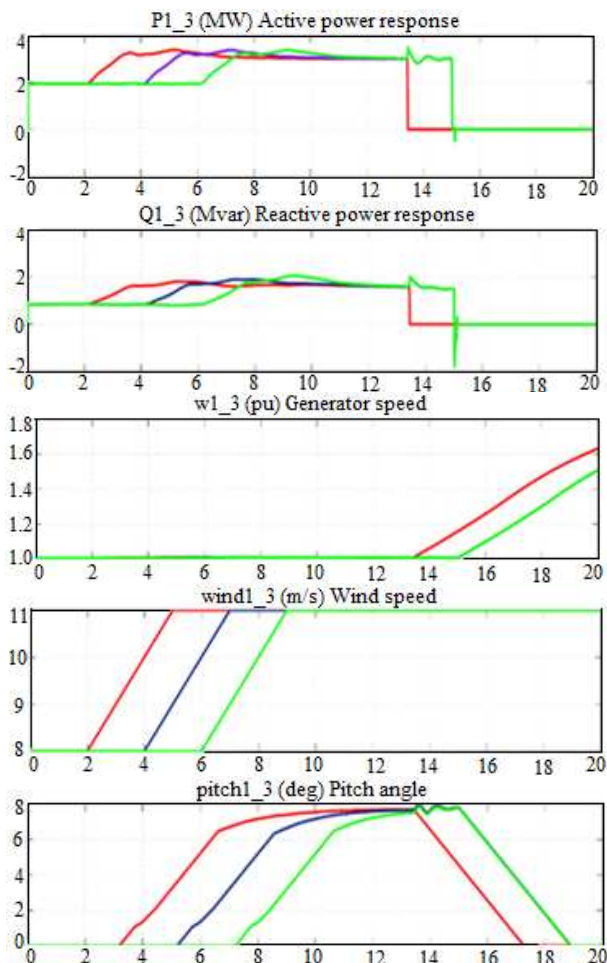 P1_3 (MW) Active power response
4
2
0
-2
0 2 4 6 8 10 12 14 16 18 20
Q1_3 (Mvar) Reactive power response
4
2
0
-2
0 2 4 6 8 10 12 14 16 18 20
w1_3 (pu) Generator speed
1.8
1.6
1.4
1.2
1.0
0 2 4 6 8 10 12 14 16 18 20
wind1_3 (m/s) Wind speed
11
10
9
8
0 2 4 6 8 10 12 14 16 18 20
pitch1_3 (deg) Pitch angle
8
6
4
2
0
0 2 4 6 8 10 12 14 16 18 20